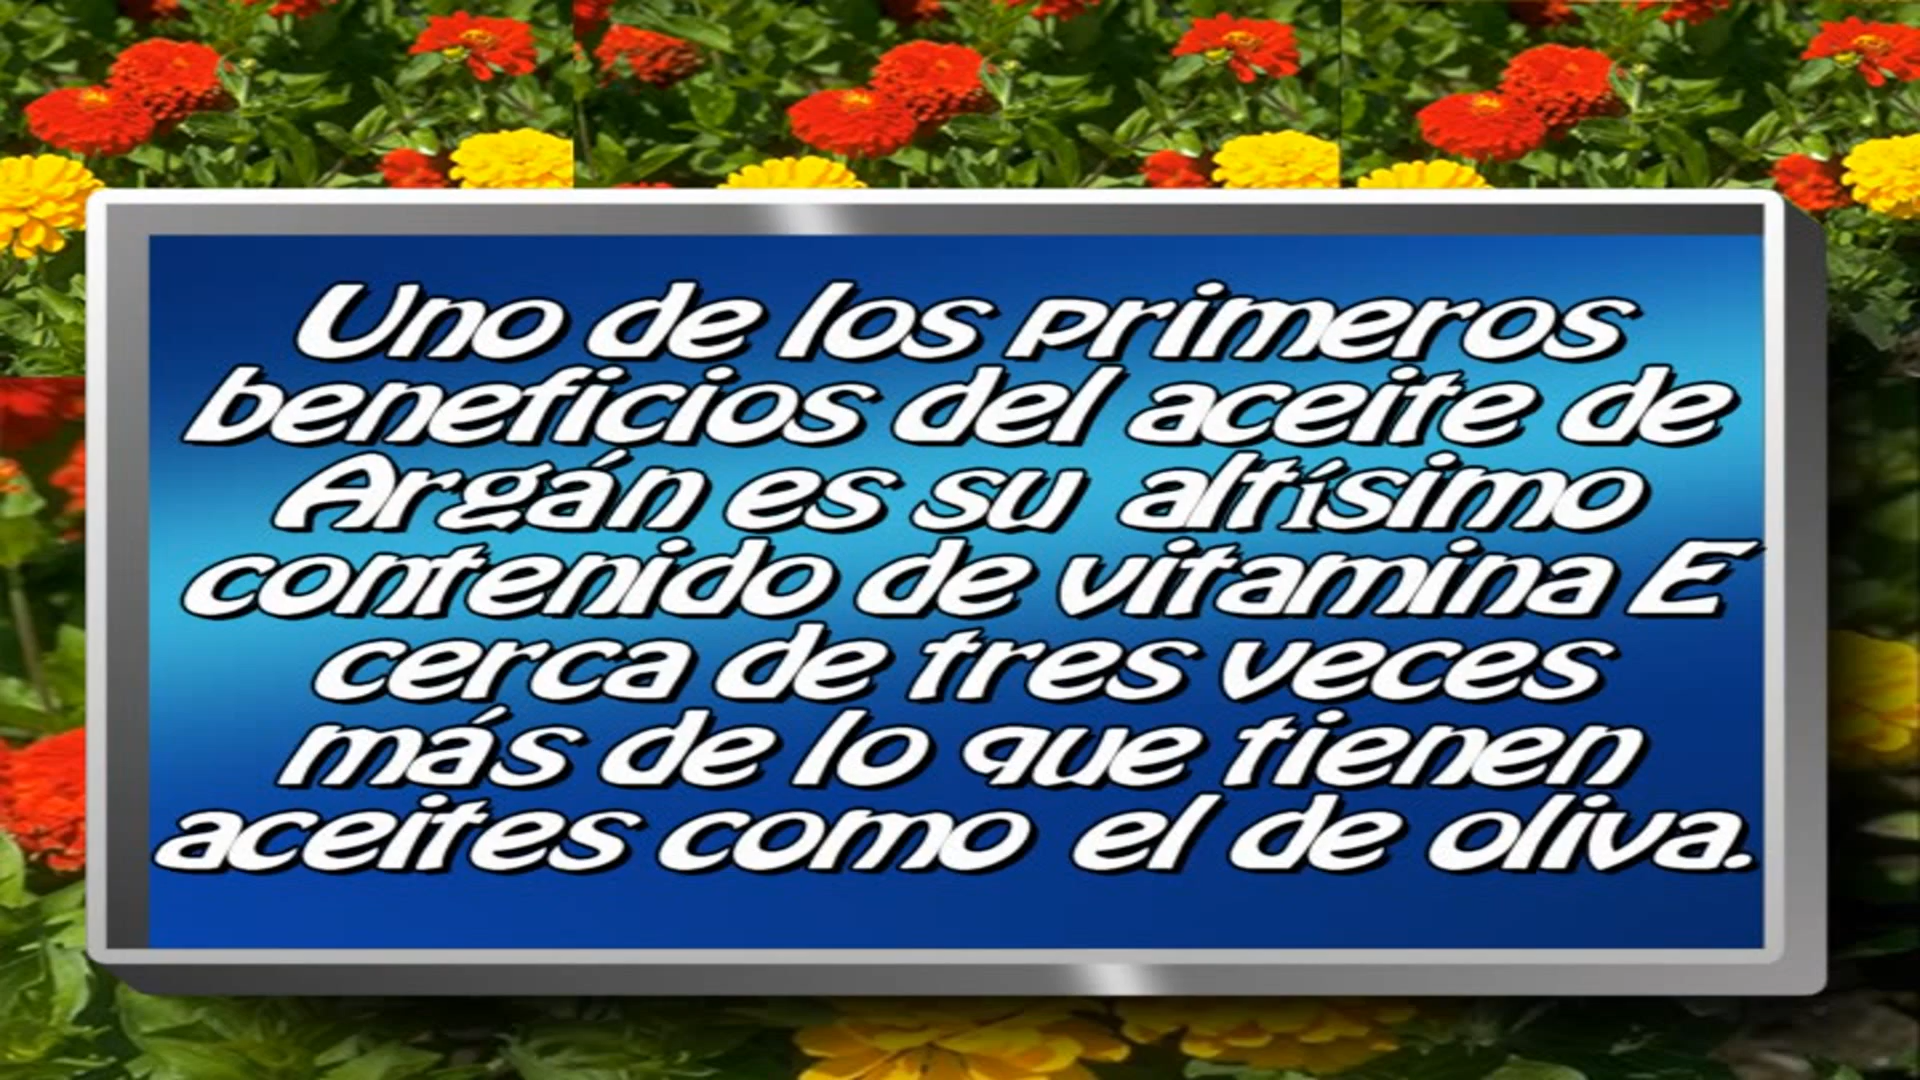 Uno de los primeros
beneficios del aceite de
Argán es su altísimo
contenido de vitamina E
cerca de tres veces
más de lo que tienen
aceites como el de oliva.